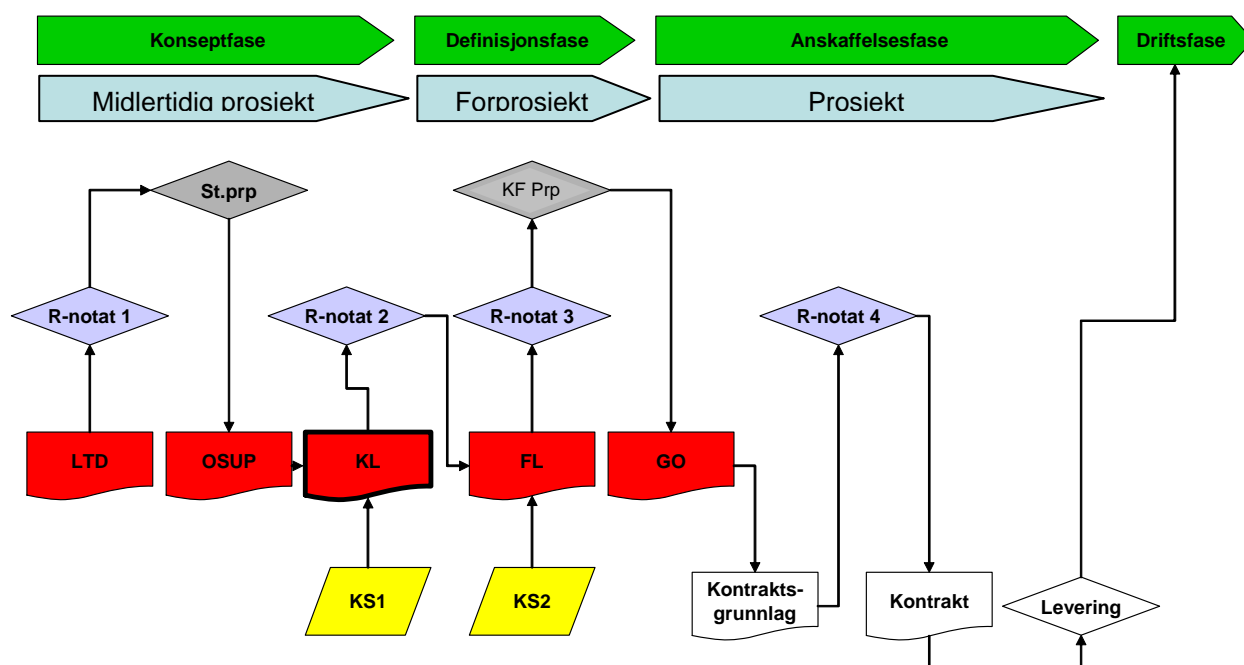 Konseptfase
Definisjonsfase
Anskaffelsesfase
Driftsfase
Midlertidig prosjekt
Forprosjekt
Prosjekt
St.prp
KF Prp
R-notat 1
R-notat 2
R-notat 3
R-notat 4
LTD
OSUP
KL
FL
GO
KS1
KS2
Kontrakts-
grunnlag
Kontrakt
Levering